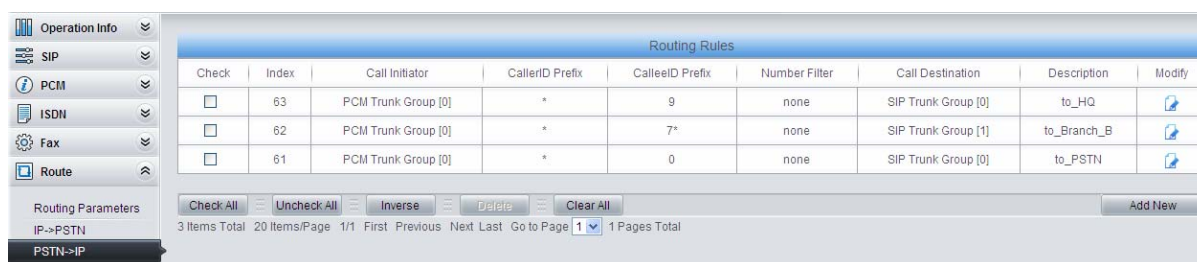 Operation Info
SIP
PCM
ISDN
Fax
Route
Routing Parameters
IP->PSTN
PSTN->IP
Routing Rules
Check Index Call Initiator CallerID Prefix CalleeID Prefix Number Filter Call Destination Description Modify
63 PCM Trunk Group [0] * 9 none SIP Trunk Group [0] to_HQ
62 PCM Trunk Group [0] * 7* none SIP Trunk Group [1] to_Branch_B
61 PCM Trunk Group [0] * 0 none SIP Trunk Group [0] to_PSTN
Check All Uncheck All Inverse Delete Clear All Add New
3 Items Total 20 Items/Page 1/1 First Previous Next Last Go to Page 1 1 Pages Total